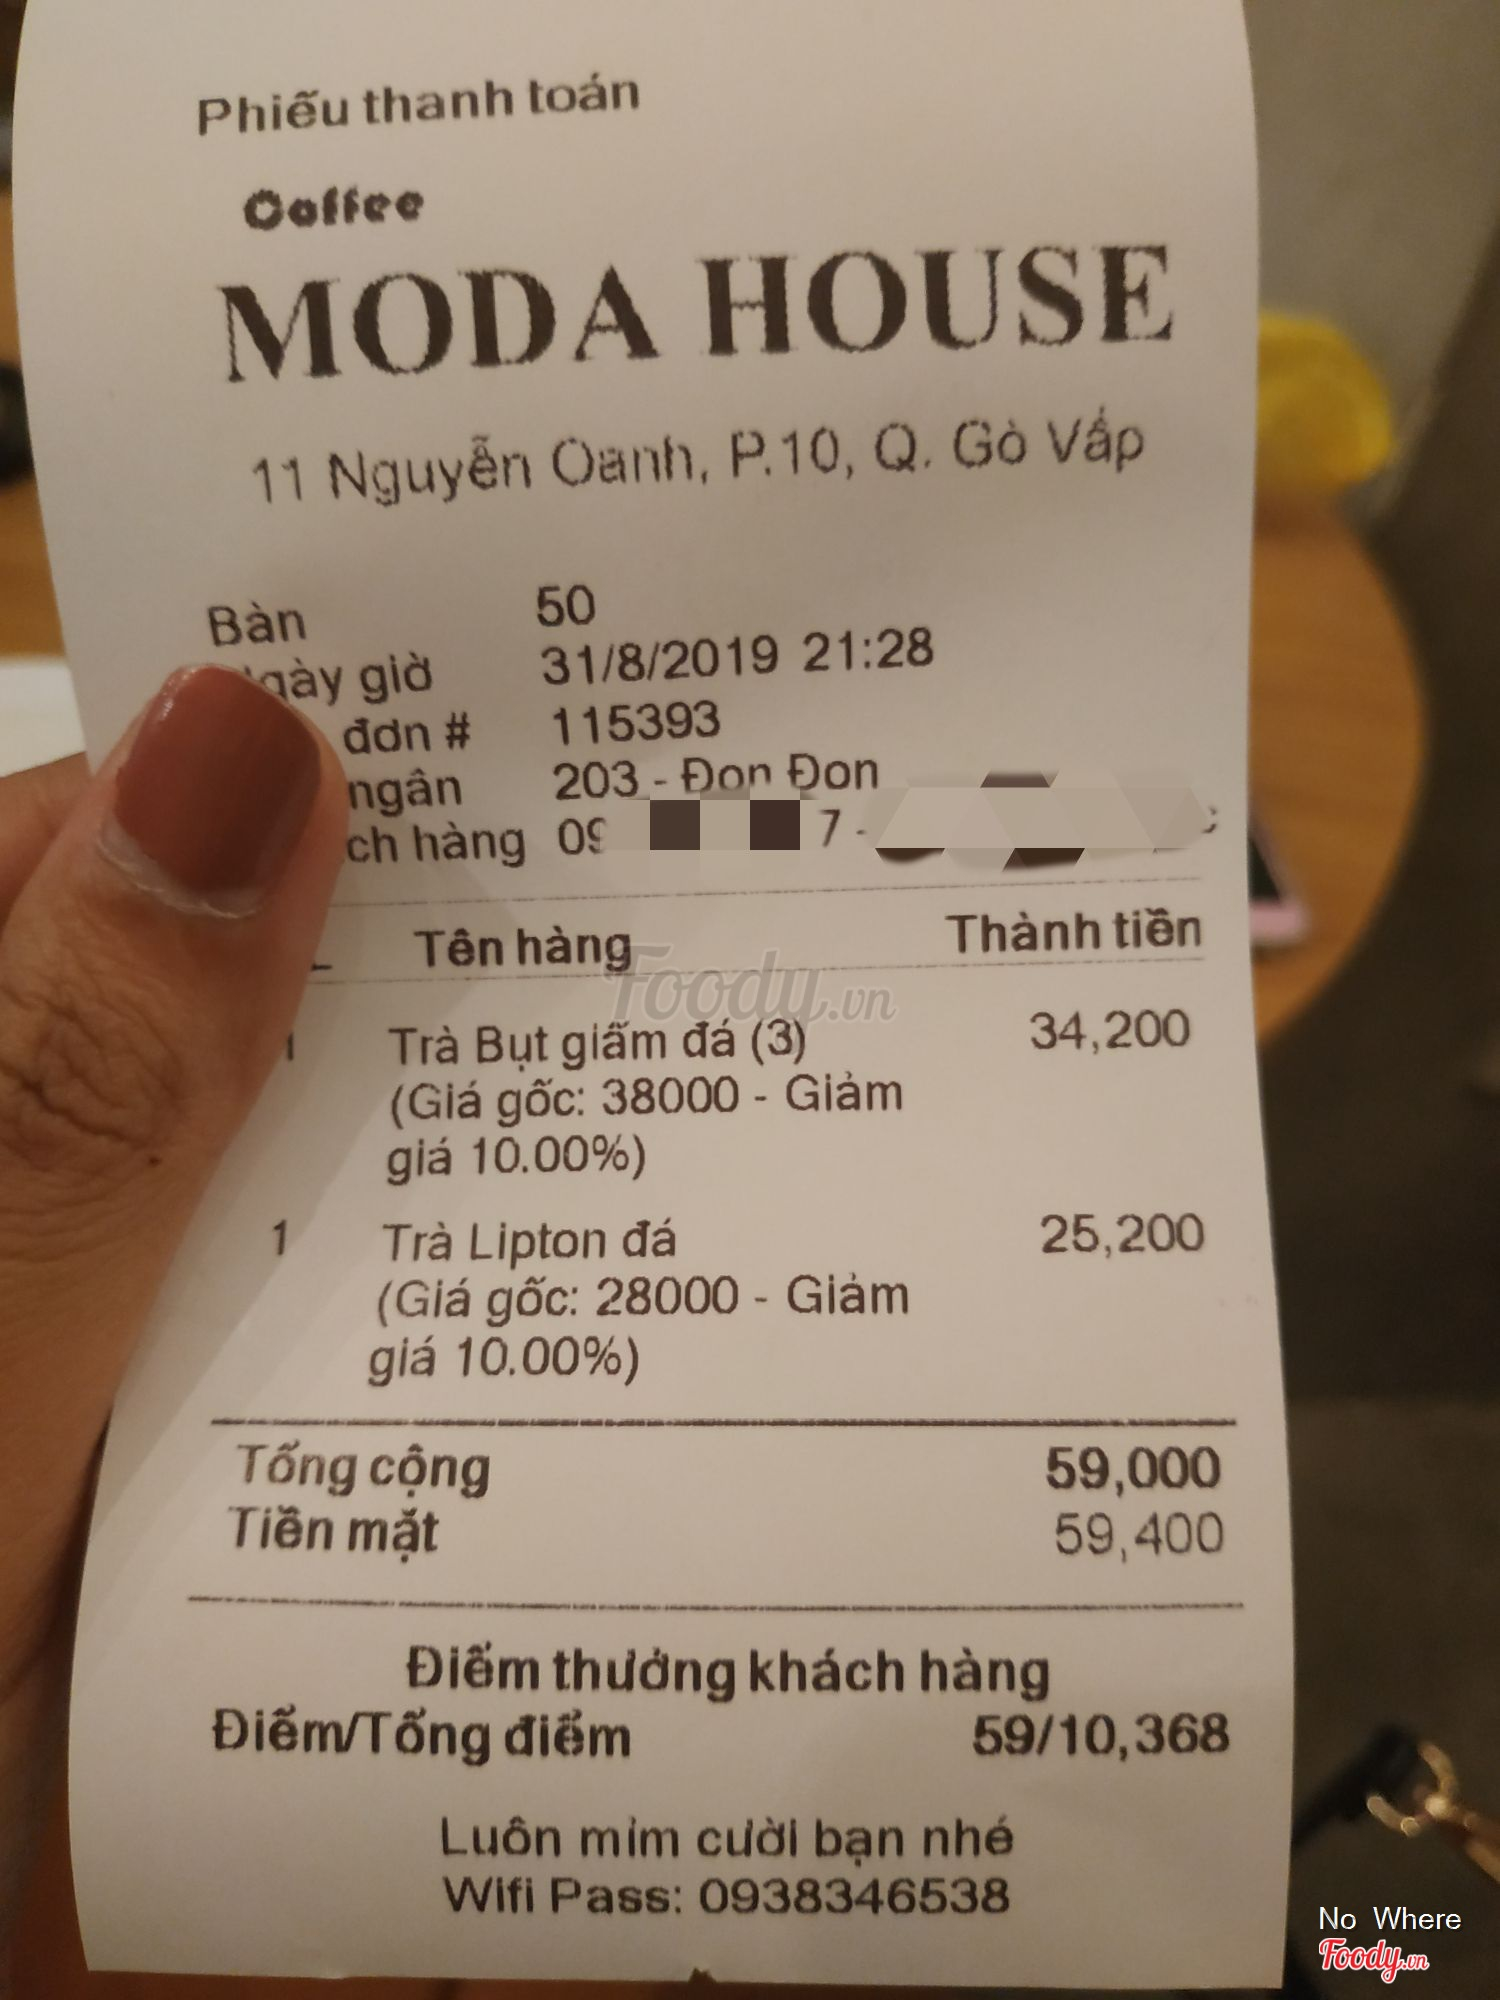 Phiếu thanh toán
Coffee
MODA HOUSE
11 Nguyễn Oanh, P.10, Q. Gò Vấp
Bàn 50
gày giờ 31/8/2019 21:28
đơn # 115393
ngân 203 - Đọn Đon
ch hàng 09 7 -
Tên hàng Thành tiền
1 Trà Bụt giấm đá (3) 34,200
(Giá gốc: 38000 - Giảm
giá 10.00%)
1 Trà Lipton đá 25,200
(Giá gốc: 28000 - Giảm
giá 10.00%)
Tổng cộng 59,000
Tiền mặt 59,400
Điểm thưởng khách hàng
Điểm/Tổng điểm 59/10,368
Luôn mỉm cười bạn nhé
Wifi Pass: 0938346538
Foody.vn
No Where
Foody.vn